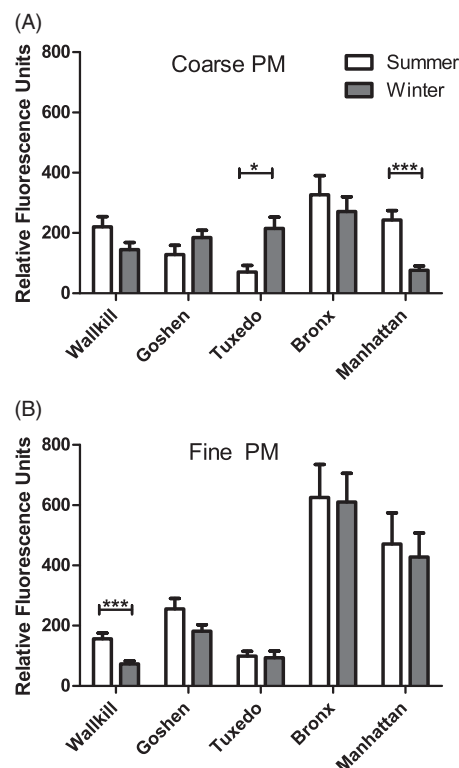 (A)
Coarse PM
Summer
Winter
Relative Fluorescence Units
800
600
400
200
0
*
***
Wallkill
Goshen
Tuxedo
Bronx
Manhattan
(B)
Fine PM
Relative Fluorescence Units
800
600
400
200
0
***
Wallkill
Goshen
Tuxedo
Bronx
Manhattan